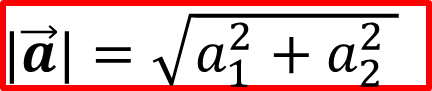 |a⃗| = √(a₁² + a₂²)